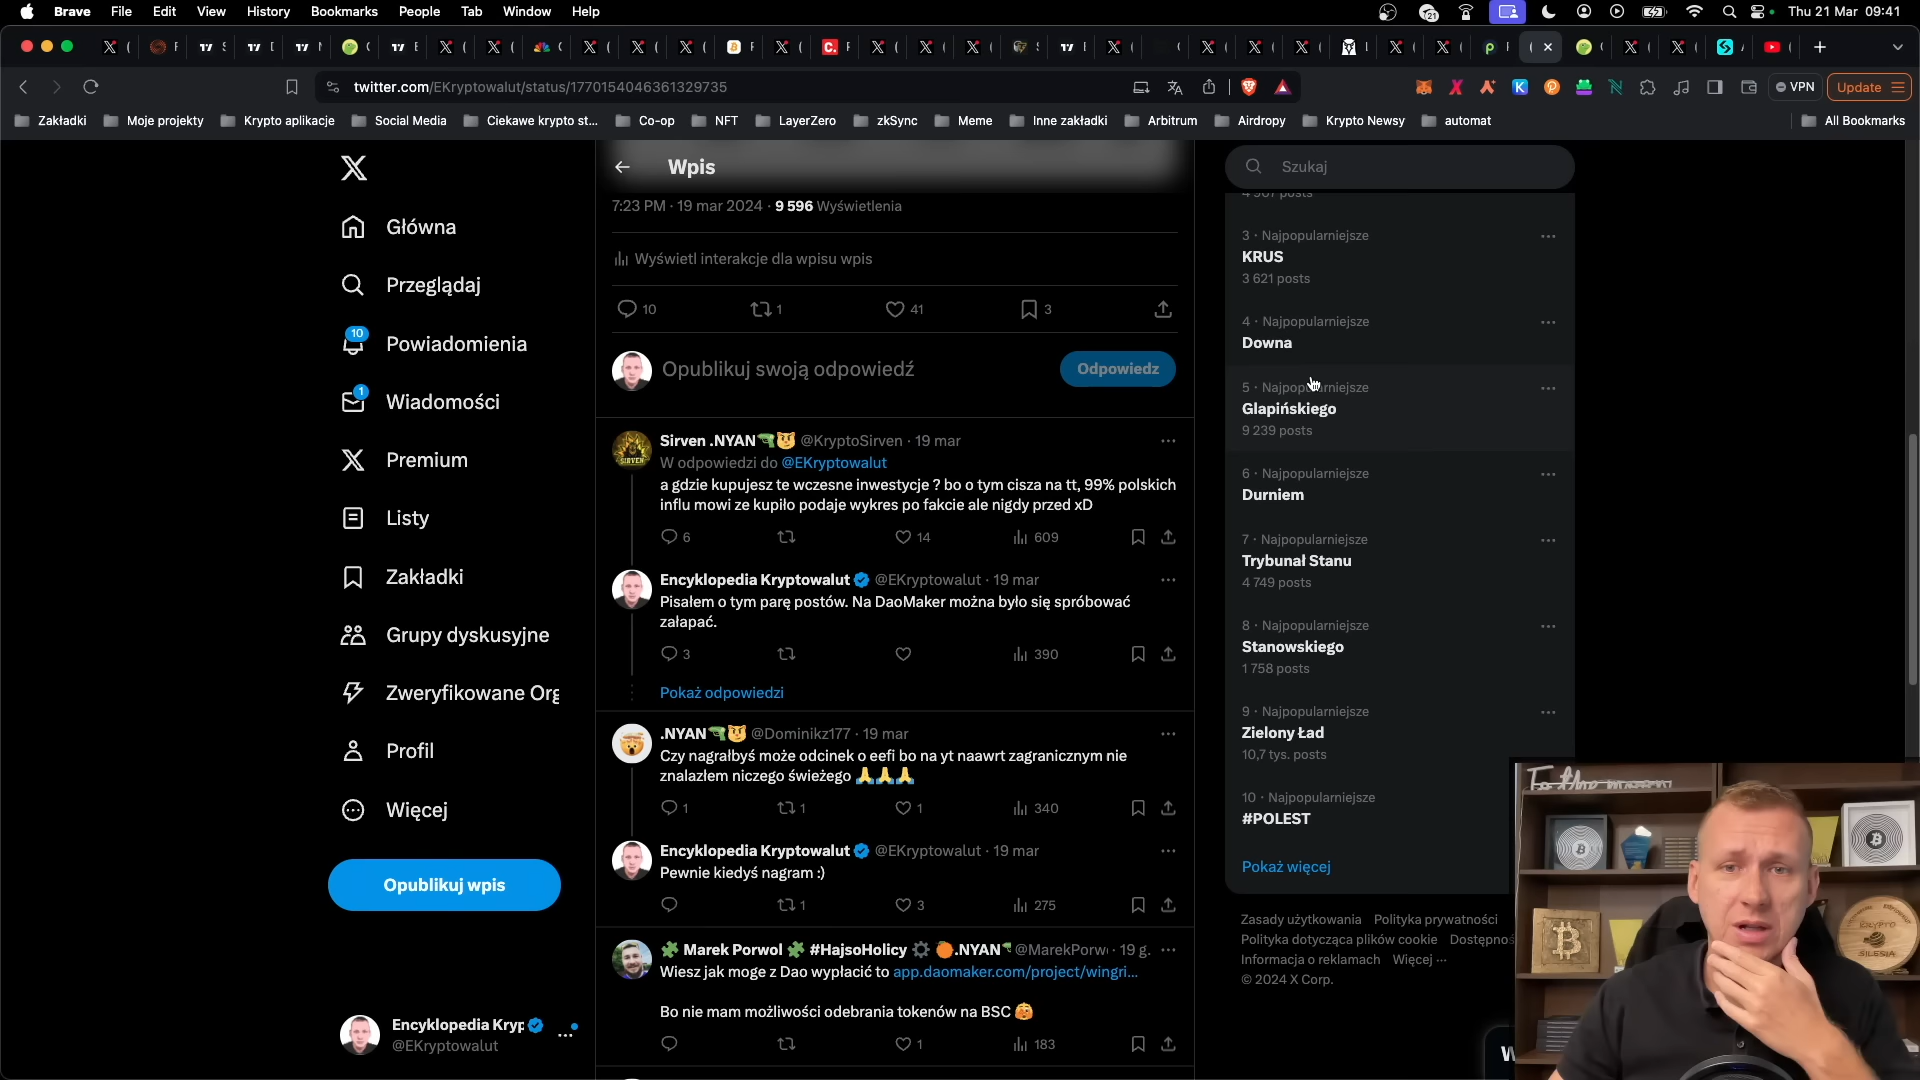 Brave File Edit View History Bookmarks People Tab Window Help
21
Thu 21 Mar 09:41
twitter.com/EKryptowalut/status/1770154046361329735
VPN
Update
Zakładki Moje projekty Krypto aplikacje Social Media Ciekawe krypto st... Co-op NFT LayerZero zkSync Meme Inne zakładki Arbitrum Airdropy Krypto Newsy automat All Bookmarks
Główna
Przeglądaj
10
Powiadomienia
1
Wiadomości
Premium
Listy
Zakładki
Grupy dyskusyjne
Zweryfikowane Org
Profil
Więcej
Opublikuj wpis
Encyklopedia Kryp
@EKryptowalut
Wpis
7:23 PM · 19 mar 2024 · 9 596 Wyświetlenia
Wyświetl interakcje dla wpisu wpis
10 1 41 3
Opublikuj swoją odpowiedź
Odpowiedz
Sirven .NYAN🔫😼 @KryptoSirven · 19 mar
W odpowiedzi do @EKryptowalut
a gdzie kupujesz te wczesne inwestycje ? bo o tym cisza na tt, 99% polskich
influ mowi ze kupiło podaje wykres po fakcie ale nigdy przed xD
6 14 609
Encyklopedia Kryptowalut @EKryptowalut · 19 mar
Pisałem o tym parę postów. Na DaoMaker można było się spróbować
załapać.
3 390
Pokaż odpowiedzi
.NYAN🔫😼 @Dominikz177 · 19 mar
Czy nagrałbyś może odcinek o eefi bo na yt naawrt zagranicznym nie
znalazłem niczego świeżego 🙏🙏🙏
1 1 1 340
Encyklopedia Kryptowalut @EKryptowalut · 19 mar
Pewnie kiedyś nagram :)
1 3 275
🧩 Marek Porwol 🧩 #HajsoHolicy ⚙️ 🍊.NYAN @MarekPorw · 19 g.
Wiesz jak moge z Dao wypłacić to app.daomaker.com/project/wingri...
Bo nie mam możliwości odebrania tokenów na BSC 🫣
1 183
Szukaj
4 967 posts
3 · Najpopularniejsze
KRUS
3 621 posts
4 · Najpopularniejsze
Downa
5 · Najpopularniejsze
Glapińskiego
9 239 posts
6 · Najpopularniejsze
Durniem
7 · Najpopularniejsze
Trybunał Stanu
4 749 posts
8 · Najpopularniejsze
Stanowskiego
1 758 posts
9 · Najpopularniejsze
Zielony Ład
10,7 tys. posts
10 · Najpopularniejsze
#POLEST
Pokaż więcej
Zasady użytkowania Polityka prywatności
Polityka dotycząca plików cookie Dostępnoś
Informacja o reklamach Więcej ···
© 2024 X Corp.
To the moon